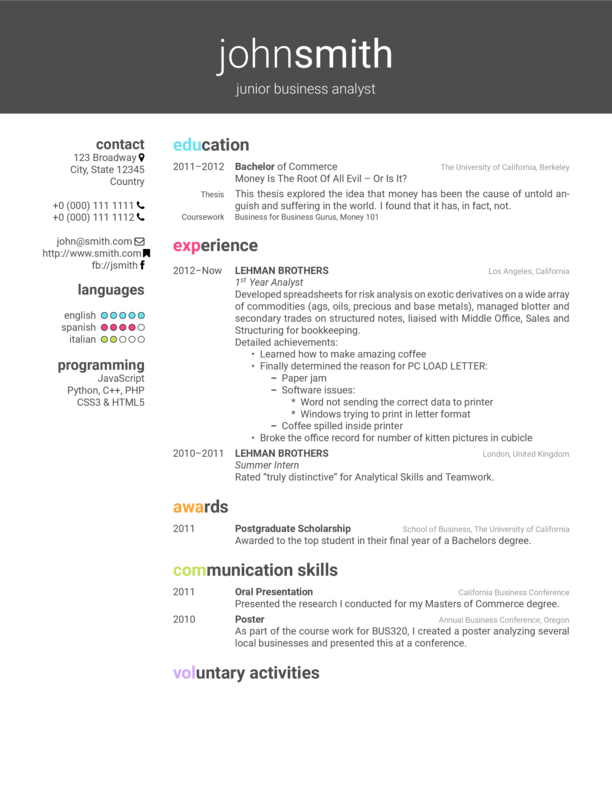 johnsmith
junior business analyst
contact
123 Broadway
City, State 12345
Country
+0 (000) 111 1111
+0 (000) 111 1112
john@smith.com
http://www.smith.com
fb://jsmith
languages
english
spanish
italian
programming
JavaScript
Python, C++, PHP
CSS3 & HTML5
education
2011–2012 Bachelor of Commerce The University of California, Berkeley
Money Is The Root Of All Evil – Or Is It?
Thesis This thesis explored the idea that money has been the cause of untold an-
guish and suffering in the world. I found that it has, in fact, not.
Coursework Business for Business Gurus, Money 101
experience
2012–Now LEHMAN BROTHERS Los Angeles, California
1st Year Analyst
Developed spreadsheets for risk analysis on exotic derivatives on a wide array
of commodities (ags, oils, precious and base metals), managed blotter and
secondary trades on structured notes, liaised with Middle Office, Sales and
Structuring for bookkeeping.
Detailed achievements:
• Learned how to make amazing coffee
• Finally determined the reason for PC LOAD LETTER:
– Paper jam
– Software issues:
* Word not sending the correct data to printer
* Windows trying to print in letter format
– Coffee spilled inside printer
• Broke the office record for number of kitten pictures in cubicle
2010–2011 LEHMAN BROTHERS London, United Kingdom
Summer Intern
Rated “truly distinctive” for Analytical Skills and Teamwork.
awards
2011 Postgraduate Scholarship School of Business, The University of California
Awarded to the top student in their final year of a Bachelors degree.
communication skills
2011 Oral Presentation California Business Conference
Presented the research I conducted for my Masters of Commerce degree.
2010 Poster Annual Business Conference, Oregon
As part of the course work for BUS320, I created a poster analyzing several
local businesses and presented this at a conference.
voluntary activities